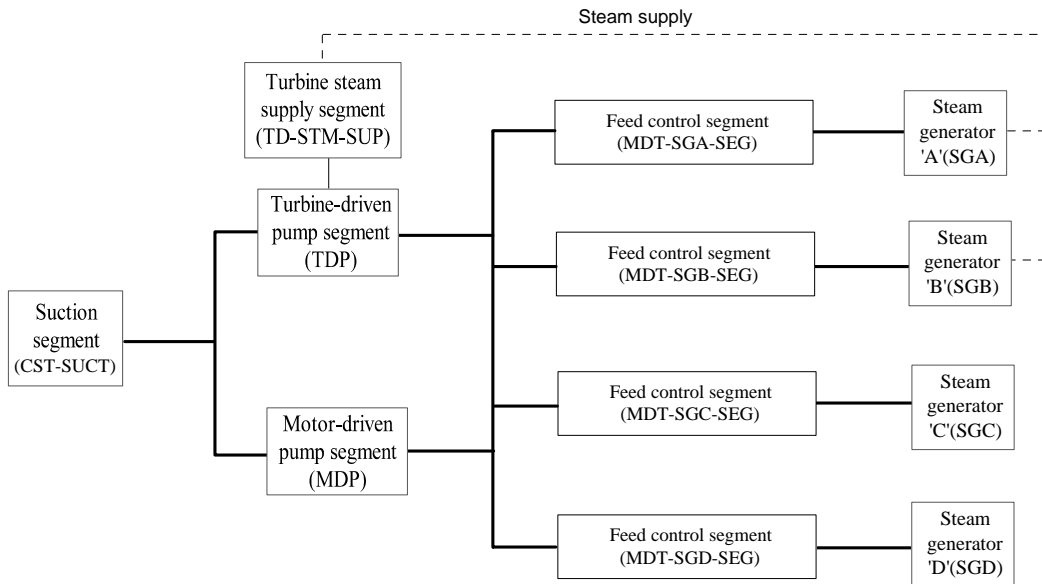 Steam supply
Turbine steam
supply segment
(TD-STM-SUP)
Turbine-driven
pump segment
(TDP)
Suction
segment
(CST-SUCT)
Motor-driven
pump segment
(MDP)
Feed control segment
(MDT-SGA-SEG)
Steam
generator
'A'(SGA)
Feed control segment
(MDT-SGB-SEG)
Steam
generator
'B'(SGB)
Feed control segment
(MDT-SGC-SEG)
Steam
generator
'C'(SGC)
Feed control segment
(MDT-SGD-SEG)
Steam
generator
'D'(SGD)